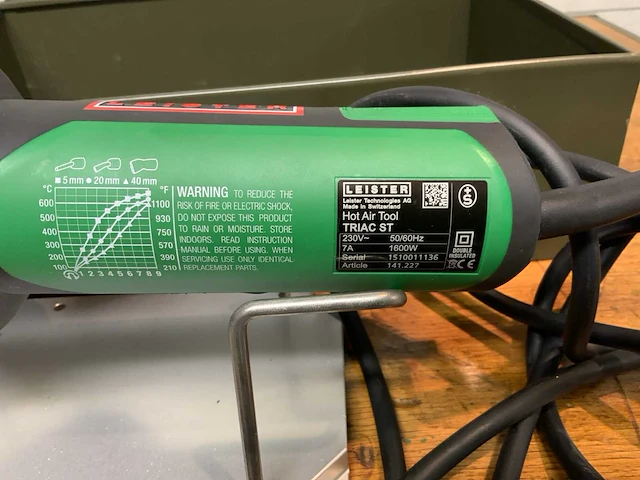 LEISTER
5 mm 20 mm 40 mm
°C °F
600 1100
500 930
400 750
300 570
200 390
100 210
1 2 3 4 5 6 7 8 9
WARNING TO REDUCE THE
RISK OF FIRE OR ELECTRIC SHOCK,
DO NOT EXPOSE THIS PRODUCT
TO RAIN OR MOISTURE. STORE
INDOORS. READ INSTRUCTION
MANUAL BEFORE USING. WHEN
SERVICING USE ONLY IDENTICAL
REPLACEMENT PARTS.
LEISTER
Leister Technologies AG
Made in Switzerland
Hot Air Tool
TRIAC ST
230V~ 50/60Hz
7A 1600W
Serial 1510011136
Article 141.227
S
DOUBLE
INSULATED
CE